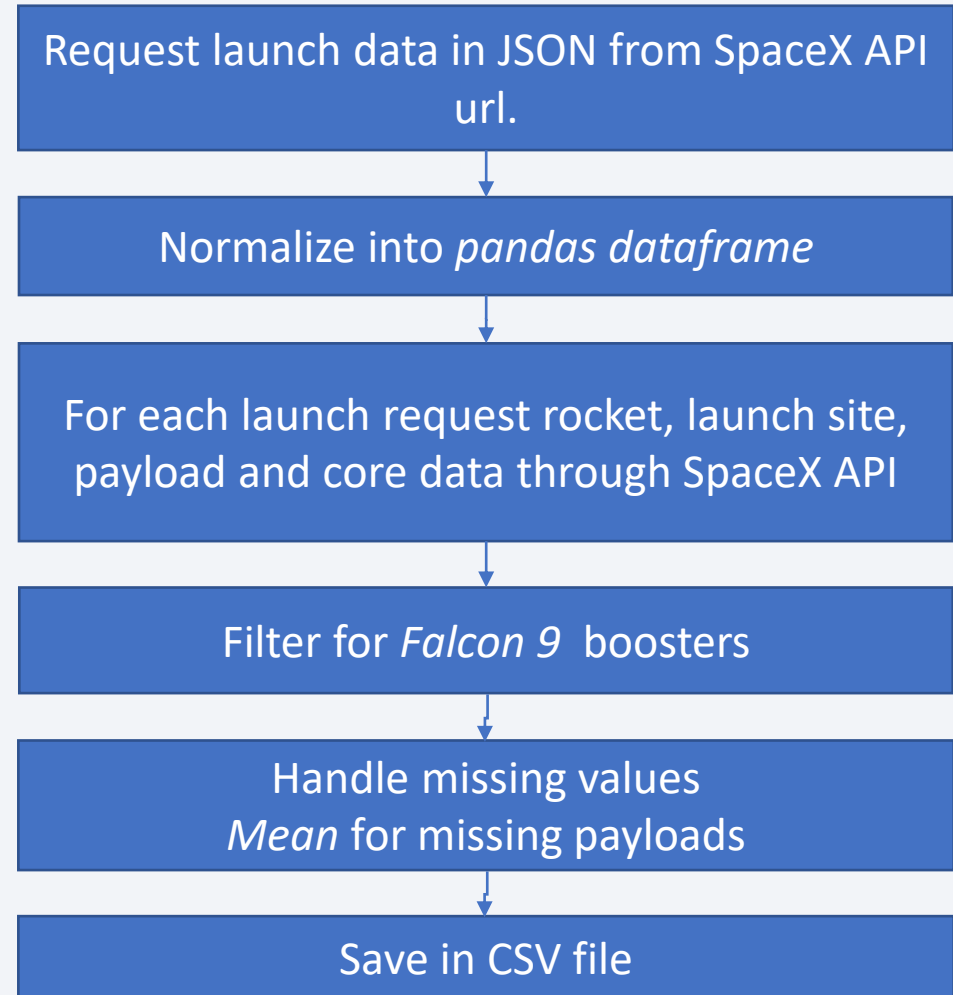 Request launch data in JSON from SpaceX API
url.
Normalize into pandas dataframe
For each launch request rocket, launch site,
payload and core data through SpaceX API
Filter for Falcon 9 boosters
Handle missing values
Mean for missing payloads
Save in CSV file